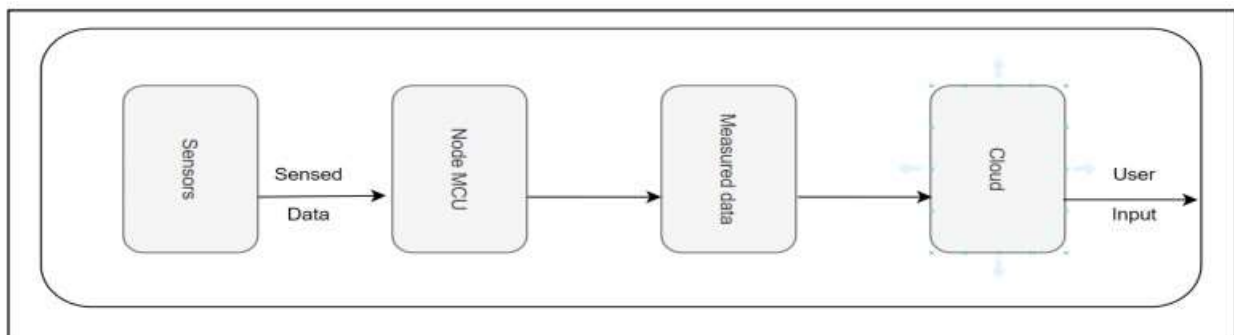 Sensors
Sensed
Data
Node MCU
Measured data
Cloud
User
Input